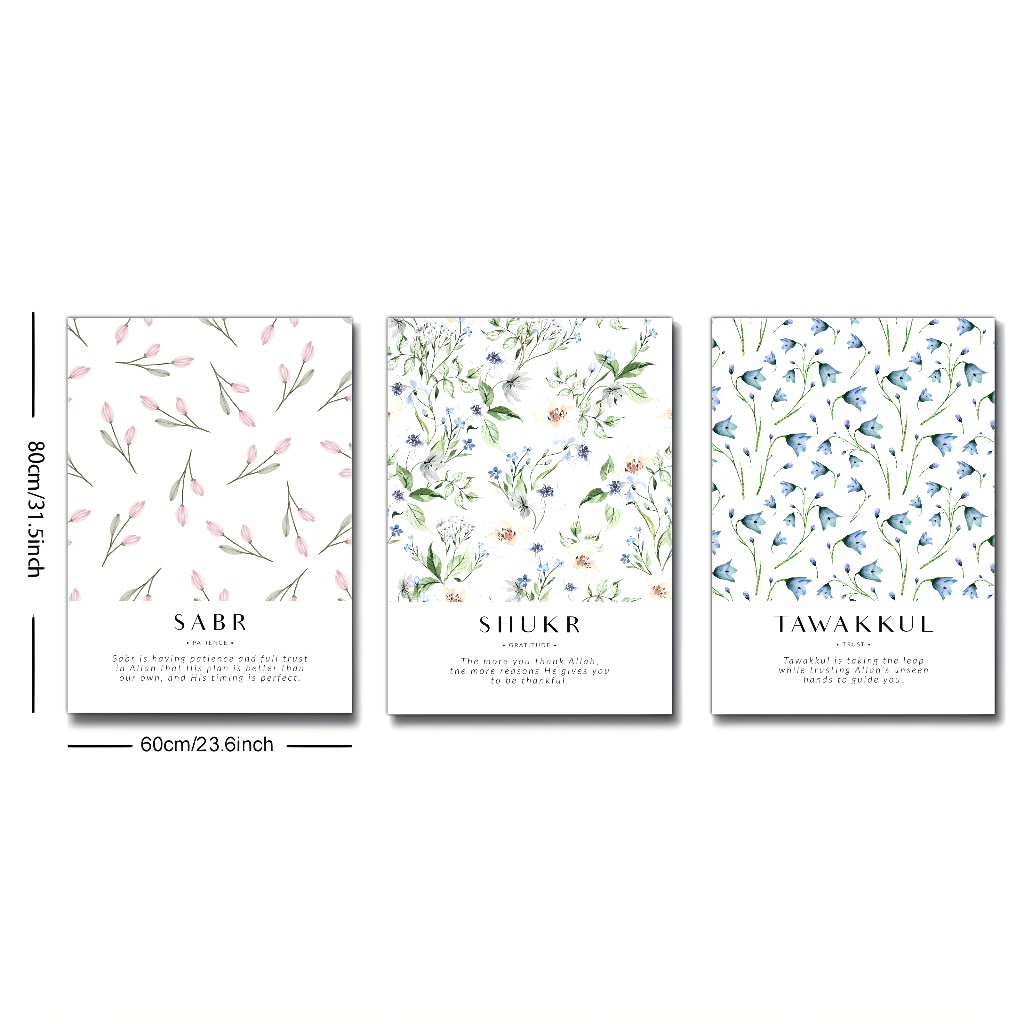 80cm/31.5inch
SABR
• PATIENCE •
Sabr is having patience and full trust
in Allah that His plan is better than
our own, and His timing is perfect.
60cm/23.6inch
SHUKR
• GRATITUDE •
The more you thank Allah,
the more reasons He gives you
to be thankful.
TAWAKKUL
• TRUST •
Tawakkul is taking the leap
while trusting Allah's unseen
hands to guide you.